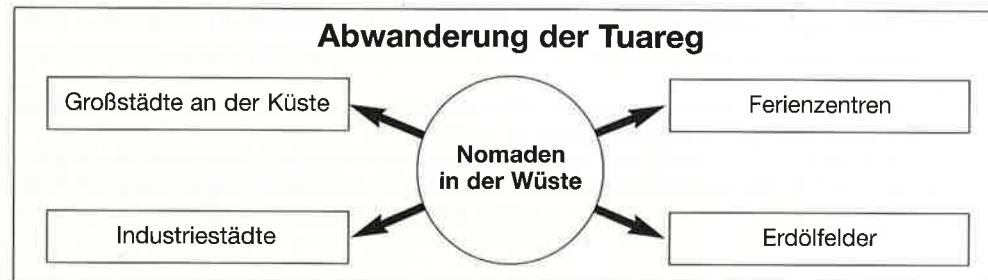 Abwanderung der Tuareg
Großstädte an der Küste
Ferienzentren
Nomaden
in der Wüste
Industriestädte
Erdölfelder